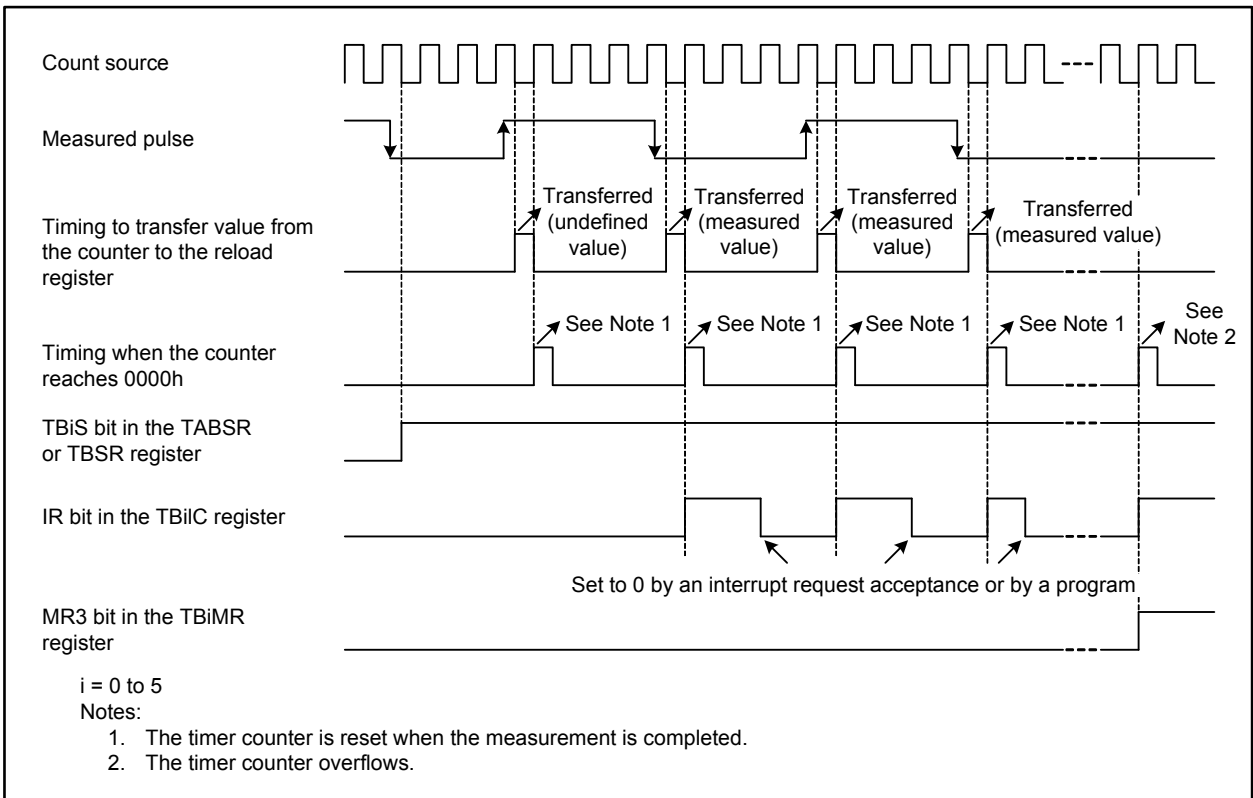 Count source
Measured pulse
Transferred
(undefined
value)
Transferred
(measured
value)
Transferred
(measured
value)
Transferred
(measured value)
Timing to transfer value from
the counter to the reload
register
See Note 1
See Note 1
See Note 1
See Note 1
See
Note 2
Timing when the counter
reaches 0000h
TBiS bit in the TABSR
or TBSR register
IR bit in the TBiIC register
Set to 0 by an interrupt request acceptance or by a program
MR3 bit in the TBiMR
register
i = 0 to 5
Notes:
1. The timer counter is reset when the measurement is completed.
2. The timer counter overflows.